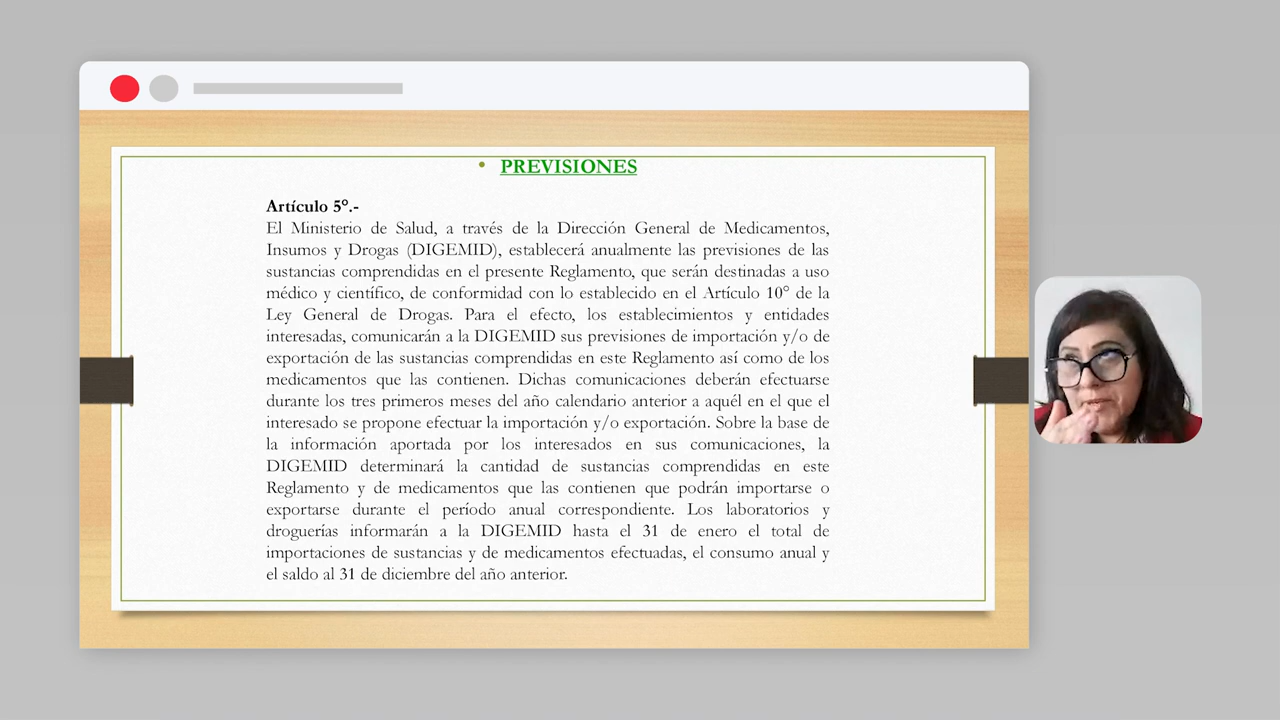 • PREVISIONES
Artículo 5°.-
El Ministerio de Salud, a través de la Dirección General de Medicamentos,
Insumos y Drogas (DIGEMID), establecerá anualmente las previsiones de las
sustancias comprendidas en el presente Reglamento, que serán destinadas a uso
médico y científico, de conformidad con lo establecido en el Artículo 10° de la
Ley General de Drogas. Para el efecto, los establecimientos y entidades
interesadas, comunicarán a la DIGEMID sus previsiones de importación y/o de
exportación de las sustancias comprendidas en este Reglamento así como de los
medicamentos que las contienen. Dichas comunicaciones deberán efectuarse
durante los tres primeros meses del año calendario anterior a aquél en el que el
interesado se propone efectuar la importación y/o exportación. Sobre la base de
la información aportada por los interesados en sus comunicaciones, la
DIGEMID determinará la cantidad de sustancias comprendidas en este
Reglamento y de medicamentos que las contienen que podrán importarse o
exportarse durante el período anual correspondiente. Los laboratorios y
droguerías informarán a la DIGEMID hasta el 31 de enero el total de
importaciones de sustancias y de medicamentos efectuadas, el consumo anual y
el saldo al 31 de diciembre del año anterior.